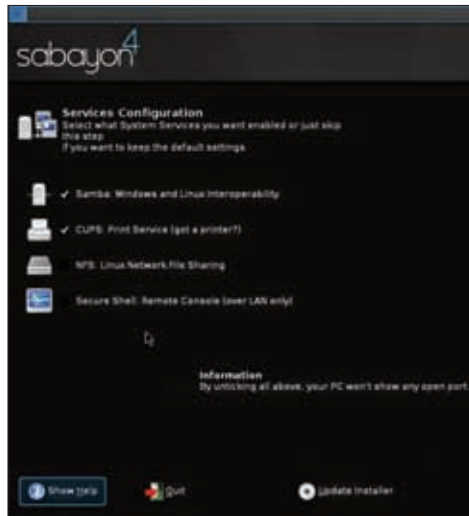 sabayon4
Services Configuration
Select what System Services you want enabled or just skip
this step
if you want to keep the default settings
Samba: Windows and Linux Interoperability
CUPS: Print Service (got a printer?)
NFS: Linux Network File Sharing
Secure Shell: Remote Console (over LAN only)
Information
By unticking all above, your PC won't show any open port.
Show Help
Quit
Update Installer